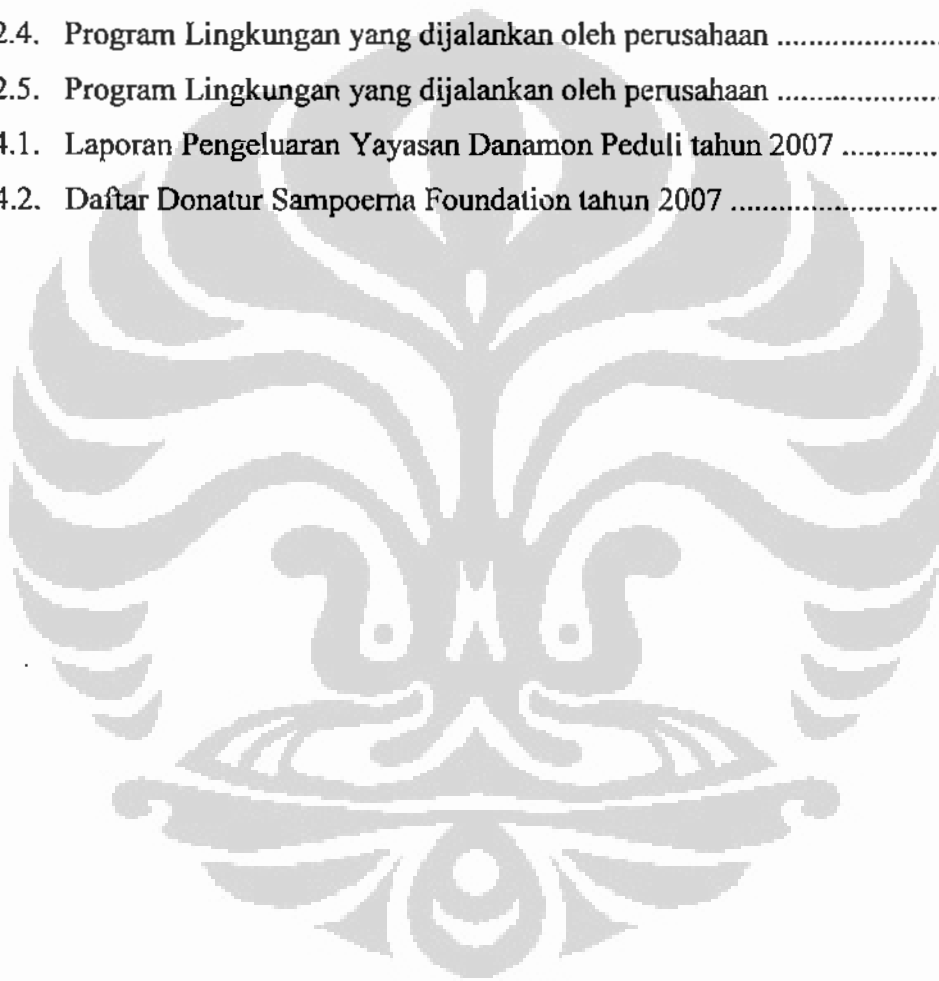 2.4. Program Lingkungan yang dijalankan oleh perusahaan .....................
2.5. Program Lingkungan yang dijalankan oleh perusahaan .....................
4.1. Laporan Pengeluaran Yayasan Danamon Peduli tahun 2007 ............
4.2. Daftar Donatur Sampoerna Foundation tahun 2007 ..........................